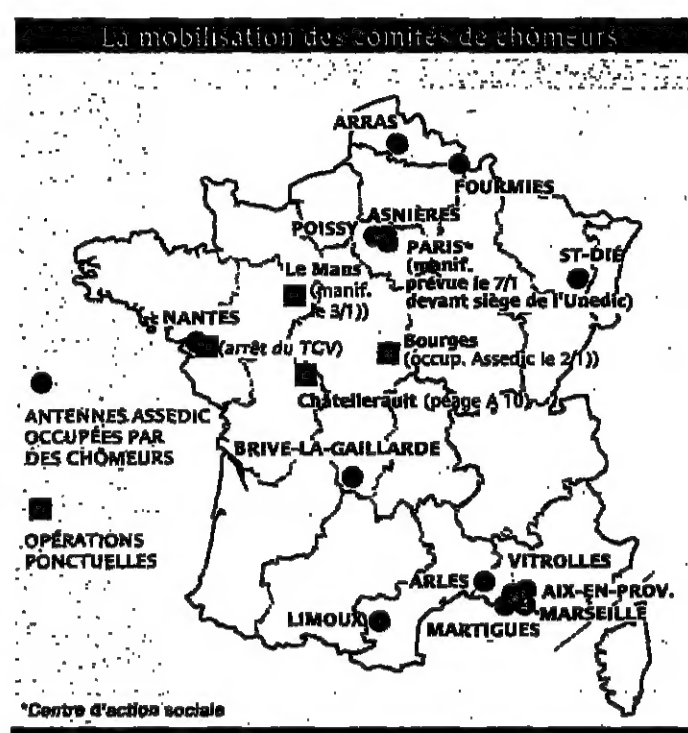 La mobilisation des comités de chômeurs
ARRAS
FOURMIES
POISSY
ASNIÈRES
PARIS*
(manif.
prévue le 7/1
devant siège de l'Unedic)
ST-DIÉ
Le Mans
(manif.
le 3/1))
NANTES
(arrêt du TGV)
Bourges
(occup. Assedic le 2/1))
Châtellerault (péage A 10)
ANTENNES ASSEDIC
OCCUPÉES PAR
DES CHÔMEURS
BRIVE-LA-GAILLARDE
OPÉRATIONS
PONCTUELLES
VITROLLES
ARLES
AIX-EN-PROV.
MARSEILLE
LIMOUX
MARTIGUES
*Centre d'action sociale